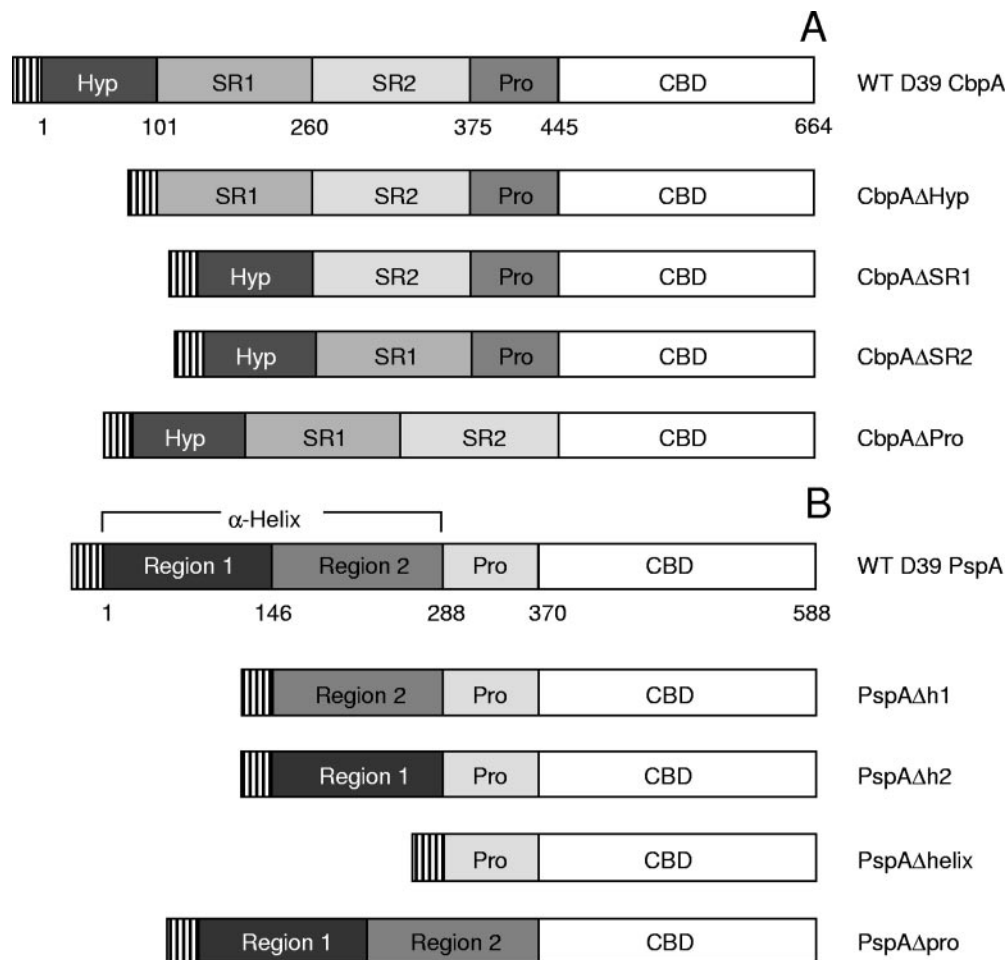 A
Hyp SR1 SR2 Pro CBD WT D39 CbpA
1 101 260 375 445 664
SR1 SR2 Pro CBD CbpAΔHyp
Hyp SR2 Pro CBD CbpAΔSR1
Hyp SR1 Pro CBD CbpAΔSR2
Hyp SR1 SR2 CBD CbpAΔPro
B
α-Helix
Region 1 Region 2 Pro CBD WT D39 PspA
1 146 288 370 588
Region 2 Pro CBD PspAΔh1
Region 1 Pro CBD PspAΔh2
Pro CBD PspAΔhelix
Region 1 Region 2 CBD PspAΔpro